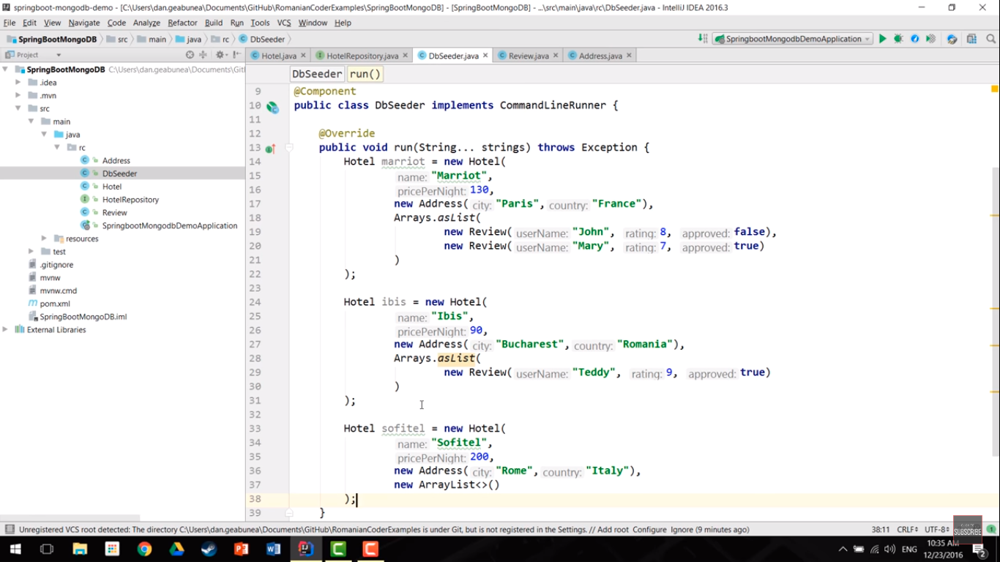 springboot-mongodb-demo - [C:\Users\dan.geabunea\Documents\GitHub\RomanianCoderExamples\SpringBootMongoDB] - [SpringBootMongoDB] - ...\src\main\java\rc\DbSeeder.java - IntelliJ IDEA 2016.3
File Edit View Navigate Code Analyze Refactor Build Run Tools VCS Window Help
SpringBootMongoDB src main java rc DbSeeder SpringbootMongodbDemoApplication
Project Hotel.java HotelRepository.java DbSeeder.java Review.java Address.java
DbSeeder run()
SpringBootMongoDB C:\Users\dan.geabunea\Documents\Git
.idea
.mvn
src
main
java
rc
Address
DbSeeder
Hotel
HotelRepository
Review
SpringbootMongodbDemoApplication
resources
test
.gitignore
mvnw
mvnw.cmd
pom.xml
SpringBootMongoDB.iml
External Libraries
9 @Component
10 public class DbSeeder implements CommandLineRunner {
11
12 @Override
13 public void run(String... strings) throws Exception {
14 Hotel marriot = new Hotel(
15 name: "Marriot",
16 pricePerNight: 130,
17 new Address( city: "Paris", country: "France"),
18 Arrays.asList(
19 new Review( userName: "John", rating: 8, approved: false),
20 new Review( userName: "Mary", rating: 7, approved: true)
21 )
22 );
23
24 Hotel ibis = new Hotel(
25 name: "Ibis",
26 pricePerNight: 90,
27 new Address( city: "Bucharest", country: "Romania"),
28 Arrays.asList(
29 new Review( userName: "Teddy", rating: 9, approved: true)
30 )
31 );
32
33 Hotel sofitel = new Hotel(
34 name: "Sofitel",
35 pricePerNight: 200,
36 new Address( city: "Rome", country: "Italy"),
37 new ArrayList<>()
38 );
39 }
Unregistered VCS root detected: The directory C:\Users\dan.geabunea\Documents\GitHub\RomanianCoderExamples is under Git, but is not registered in the Settings. // Add root Configure Ignore (9 minutes ago) 38:11 CRLF UTF-8
SUBSCRIBE
ENG
10:35 AM
12/23/2016
2